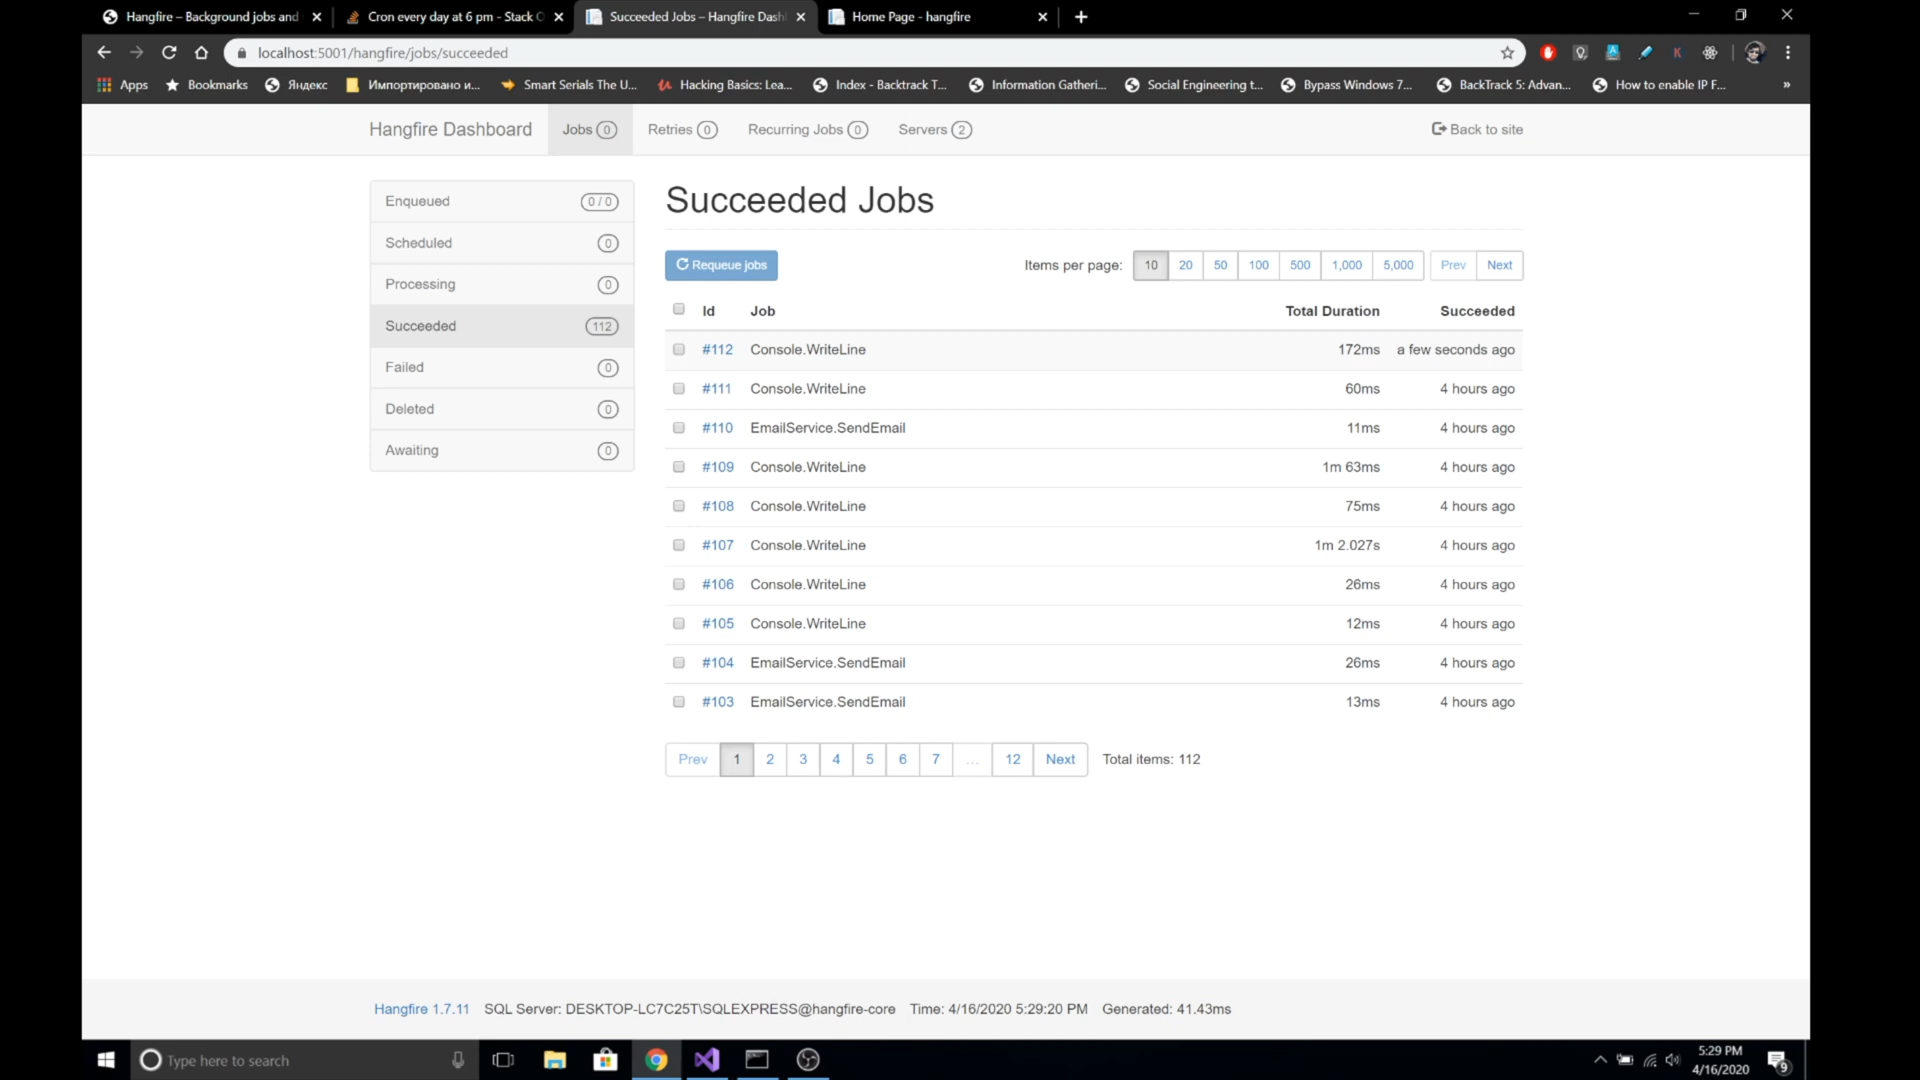 Hangfire – Background jobs and
Cron every day at 6 pm - Stack O
Succeeded Jobs – Hangfire Dash
Home Page - hangfire
localhost:5001/hangfire/jobs/succeeded
Apps
Bookmarks
Яндекс
Импортировано и...
Smart Serials The U...
Hacking Basics: Lea...
Index - Backtrack T...
Information Gatheri...
Social Engineering t...
Bypass Windows 7...
BackTrack 5: Advan...
How to enable IP F...
»
Hangfire Dashboard
Jobs 0
Retries 0
Recurring Jobs 0
Servers 2
Back to site
Enqueued 0 / 0
Scheduled 0
Processing 0
Succeeded 112
Failed 0
Deleted 0
Awaiting 0
Succeeded Jobs
Requeue jobs
Items per page: 10 20 50 100 500 1,000 5,000 Prev Next
Id Job Total Duration Succeeded
#112 Console.WriteLine 172ms a few seconds ago
#111 Console.WriteLine 60ms 4 hours ago
#110 EmailService.SendEmail 11ms 4 hours ago
#109 Console.WriteLine 1m 63ms 4 hours ago
#108 Console.WriteLine 75ms 4 hours ago
#107 Console.WriteLine 1m 2.027s 4 hours ago
#106 Console.WriteLine 26ms 4 hours ago
#105 Console.WriteLine 12ms 4 hours ago
#104 EmailService.SendEmail 26ms 4 hours ago
#103 EmailService.SendEmail 13ms 4 hours ago
Prev 1 2 3 4 5 6 7 ... 12 Next Total items: 112
Hangfire 1.7.11 SQL Server: DESKTOP-LC7C25T\SQLEXPRESS@hangfire-core Time: 4/16/2020 5:29:20 PM Generated: 41.43ms
Type here to search
5:29 PM
4/16/2020
9